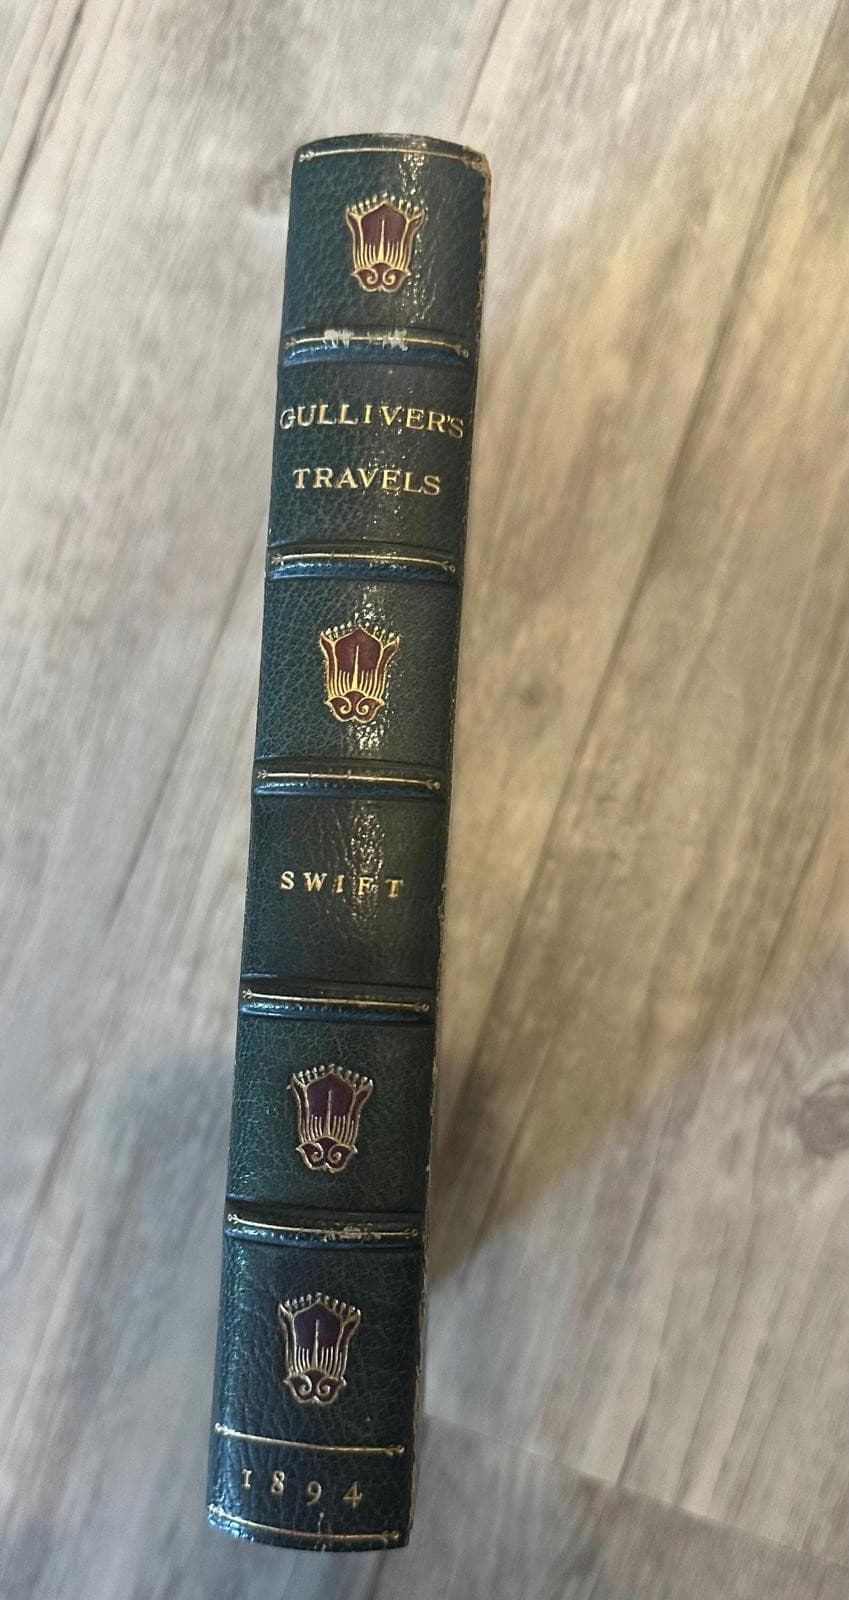 GULLIVER'S
TRAVELS
SWIFT
1894